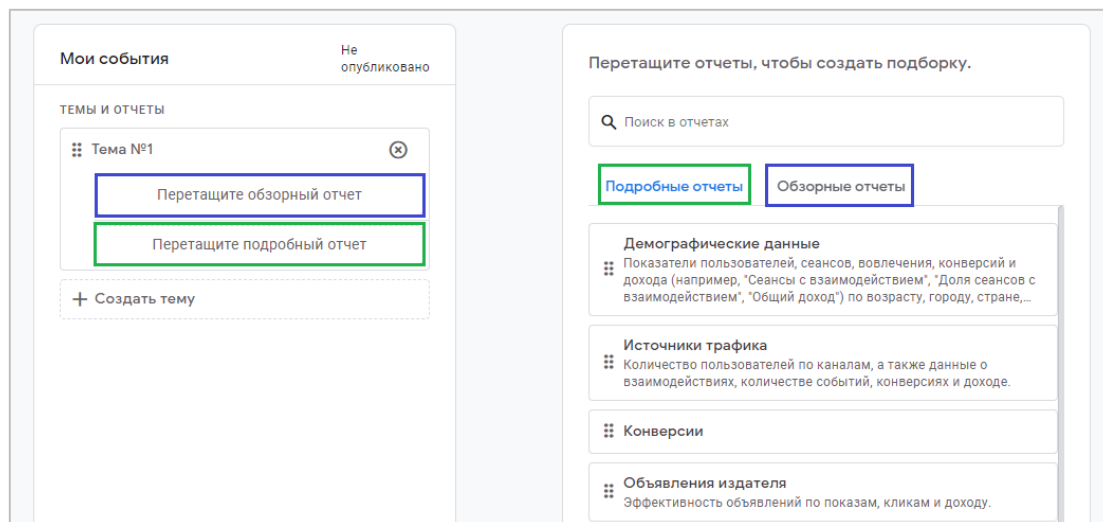 Мои события
Не
опубликовано
ТЕМЫ И ОТЧЕТЫ
Тема №1
Перетащите обзорный отчет
Перетащите подробный отчет
+ Создать тему
Перетащите отчеты, чтобы создать подборку.
Поиск в отчетах
Подробные отчеты
Обзорные отчеты
Демографические данные
Показатели пользователей, сеансов, вовлечения, конверсий и
дохода (например, "Сеансы с взаимодействием", "Доля сеансов с
взаимодействием", "Общий доход") по возрасту, городу, стране,...
Источники трафика
Количество пользователей по каналам, а также данные о
взаимодействиях, количестве событий, конверсиях и доходе.
Конверсии
Объявления издателя
Эффективность объявлений по показам, кликам и доходу.